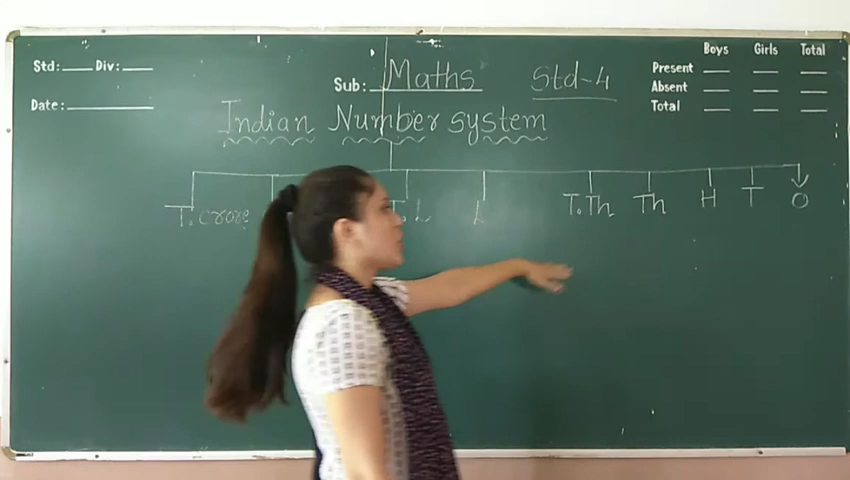 Std: Div:
Date:
Sub: Maths Std-4
Boys Girls Total
Present
Absent
Total
Indian Number system
T. crore T. L L T.Th Th H T O